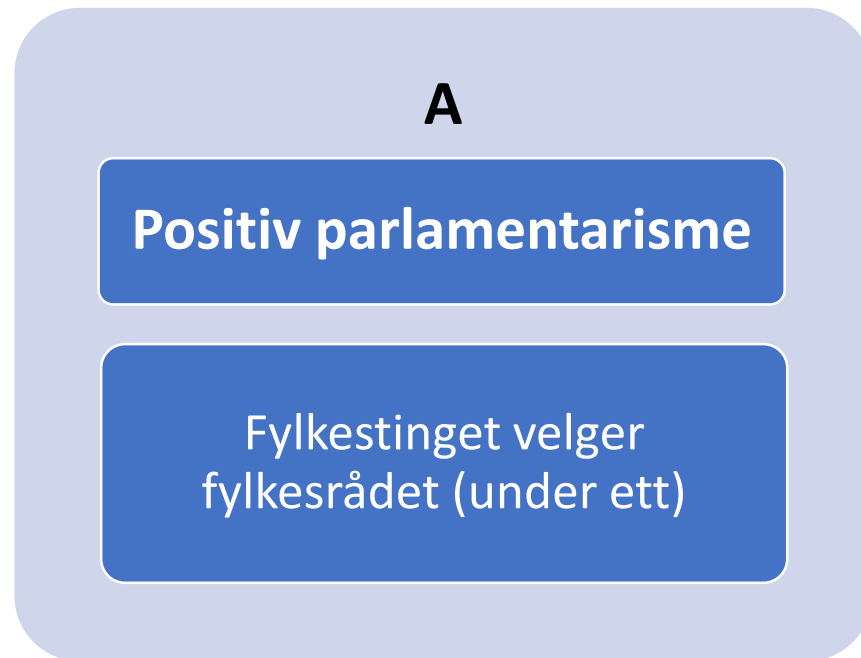 A
Positiv parlamentarisme
Fylkestinget velger
fylkesrådet (under ett)